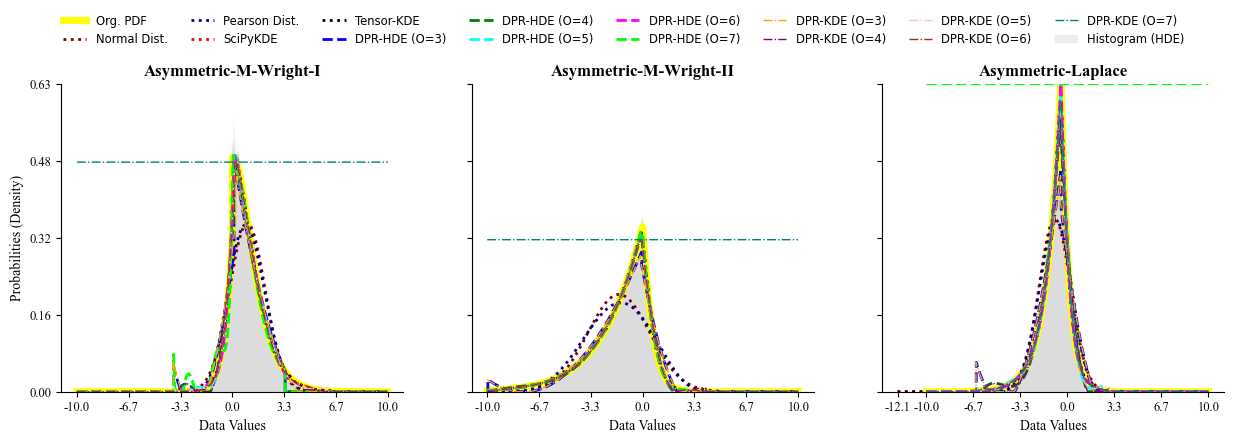 Org. PDF Pearson Dist. Tensor-KDE DPR-HDE (O=4) DPR-HDE (O=6) DPR-KDE (O=3) DPR-KDE (O=5) DPR-KDE (O=7)
Normal Dist. SciPyKDE DPR-HDE (O=3) DPR-HDE (O=5) DPR-HDE (O=7) DPR-KDE (O=4) DPR-KDE (O=6) Histogram (HDE)
Asymmetric-M-Wright-I
Probabilities (Density)
0.63
0.48
0.32
0.16
0.00
-10.0 -6.7 -3.3 0.0 3.3 6.7 10.0
Data Values
Asymmetric-M-Wright-II
-10.0 -6.7 -3.3 0.0 3.3 6.7 10.0
Data Values
Asymmetric-Laplace
-12.1 -10.0 -6.7 -3.3 0.0 3.3 6.7 10.0
Data Values